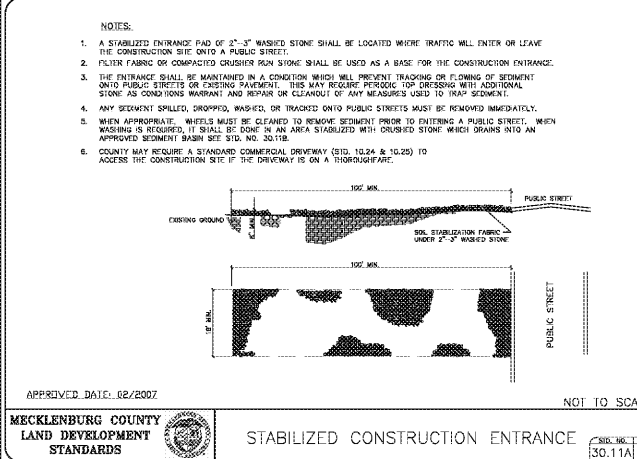 NOTES:
1. A STABILIZED ENTRANCE PAD OF 2"-3" WASHED STONE SHALL BE LOCATED WHERE TRAFFIC WILL ENTER OR LEAVE
THE CONSTRUCTION SITE ONTO A PUBLIC STREET.
2. FILTER FABRIC OR COMPACTED CRUSHER RUN STONE SHALL BE USED AS A BASE FOR THE CONSTRUCTION ENTRANCE.
3. THE ENTRANCE SHALL BE MAINTAINED IN A CONDITION WHICH WILL PREVENT TRACKING OR FLOWING OF SEDIMENT
ONTO PUBLIC STREETS OR EXISTING PAVEMENT. THIS MAY REQUIRE PERIODIC TOP DRESSING WITH ADDITIONAL
STONE AS CONDITIONS WARRANT AND REPAIR OR CLEANOUT OF ANY MEASURES USED TO TRAP SEDIMENT.
4. ANY SEDIMENT SPILLED, DROPPED, WASHED, OR TRACKED ONTO PUBLIC STREETS MUST BE REMOVED IMMEDIATELY.
5. WHEN APPROPRIATE, WHEELS MUST BE CLEANED TO REMOVE SEDIMENT PRIOR TO ENTERING A PUBLIC STREET. WHEN
WASHING IS REQUIRED, IT SHALL BE DONE IN AN AREA STABILIZED WITH CRUSHED STONE WHICH DRAINS INTO AN
APPROVED SEDIMENT BASIN SEE STD. NO. 30.11B.
6. COUNTY MAY REQUIRE A STANDARD COMMERCIAL DRIVEWAY (STD. 10.24 & 10.25) TO
ACCESS THE CONSTRUCTION SITE IF THE DRIVEWAY IS ON A THOROUGHFARE.
100' MIN.
PUBLIC STREET
EXISTING GROUND
MIN.
SOIL STABILIZATION FABRIC
UNDER 2"-3" WASHED STONE
100' MIN.
MIN.
PUBLIC STREET
APPROVED DATE: 02/2007
NOT TO SCA
MECKLENBURG COUNTY
LAND DEVELOPMENT
STANDARDS
STABILIZED CONSTRUCTION ENTRANCE
STD. NO.
30.11A